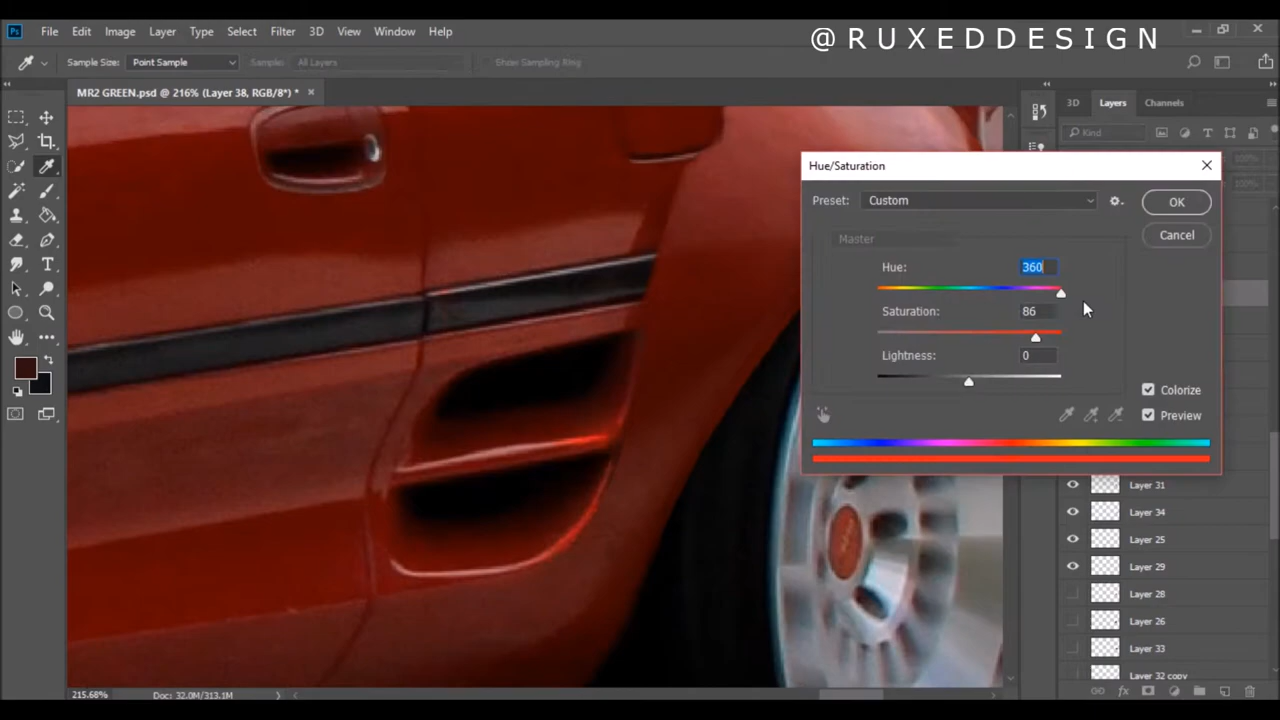 Ps File Edit Image Layer Type Select Filter 3D View Window Help
@RUXEDDESIGN
Sample Size: Point Sample Sample: All Layers Show Sampling Ring
MR2 GREEN.psd @ 216% (Layer 38, RGB/8*) * ×
3D Layers Channels
Kind
Hue/Saturation
Preset: Custom
OK
Cancel
Master
Hue: 360
Saturation: 86
Lightness: 0
Colorize
Preview
Layer 31
Layer 34
Layer 25
Layer 29
Layer 28
Layer 26
Layer 33
Layer 32 copy
215.68% Doc: 32.0M/313.1M